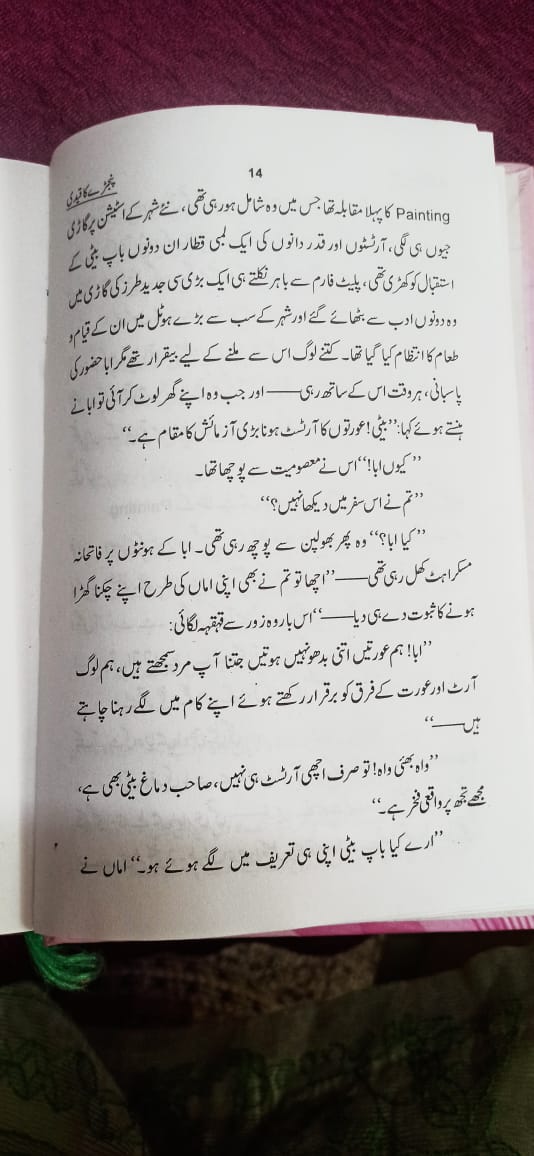 14
پنجرے کا قیدی
Painting کا پہلا مقابلہ تھا جس میں وہ شامل ہو رہی تھی، نئے شہر کے اسٹیشن پر گاڑی
جیوں ہی لگی، آرٹسٹوں اور قدر دانوں کی ایک لمبی قطار ان دونوں باپ بیٹی کے
استقبال کو کھڑی تھی، پلیٹ فارم سے باہر نکلتے ہی ایک بڑی سی جدید طرز کی گاڑی میں
وہ دونوں ادب سے بٹھائے گئے اور شہر کے سب سے بڑے ہوٹل میں ان کے قیام و
طعام کا انتظام کیا گیا تھا۔ کتنے لوگ اس سے ملنے کے لیے بیقرار تھے مگر ابا حضور کی
پاسبانی، ہر وقت اس کے ساتھ رہی—— اور جب وہ اپنے گھر لوٹ کر آئی تو ابا نے
ہنستے ہوئے کہا: ’’بیٹی! عورتوں کا آرٹسٹ ہونا بڑی آزمائش کا مقام ہے۔‘‘
’’کیوں ابا!‘‘ اس نے معصومیت سے پوچھا تھا۔
’’تم نے اس سفر میں دیکھا نہیں؟‘‘
’’کیا ابا؟‘‘ وہ پھر بھولپن سے پوچھ رہی تھی۔ ابا کے ہونٹوں پر فاتحانہ
مسکراہٹ کھل رہی تھی——’’اچھا تو تم نے بھی اپنی اماں کی طرح اپنے چکنا گھڑا
ہونے کا ثبوت دے ہی دیا——‘‘ اس بار وہ زور سے قہقہہ لگائی:
’’ابا! ہم عورتیں اتنی بدھو نہیں ہوتیں جتنا آپ مرد سمجھتے ہیں، ہم لوگ
آرٹ اور عورت کے فرق کو برقرار رکھتے ہوئے اپنے کام میں لگے رہنا چاہتے
ہیں——‘‘
’’واہ بھئی واہ! تو صرف اچھی آرٹسٹ ہی نہیں، صاحب دماغ بیٹی بھی ہے،
مجھے تجھ پر واقعی فخر ہے۔‘‘
’’ارے کیا باپ بیٹی اپنی ہی تعریف میں لگے ہوئے ہو۔‘‘ اماں نے